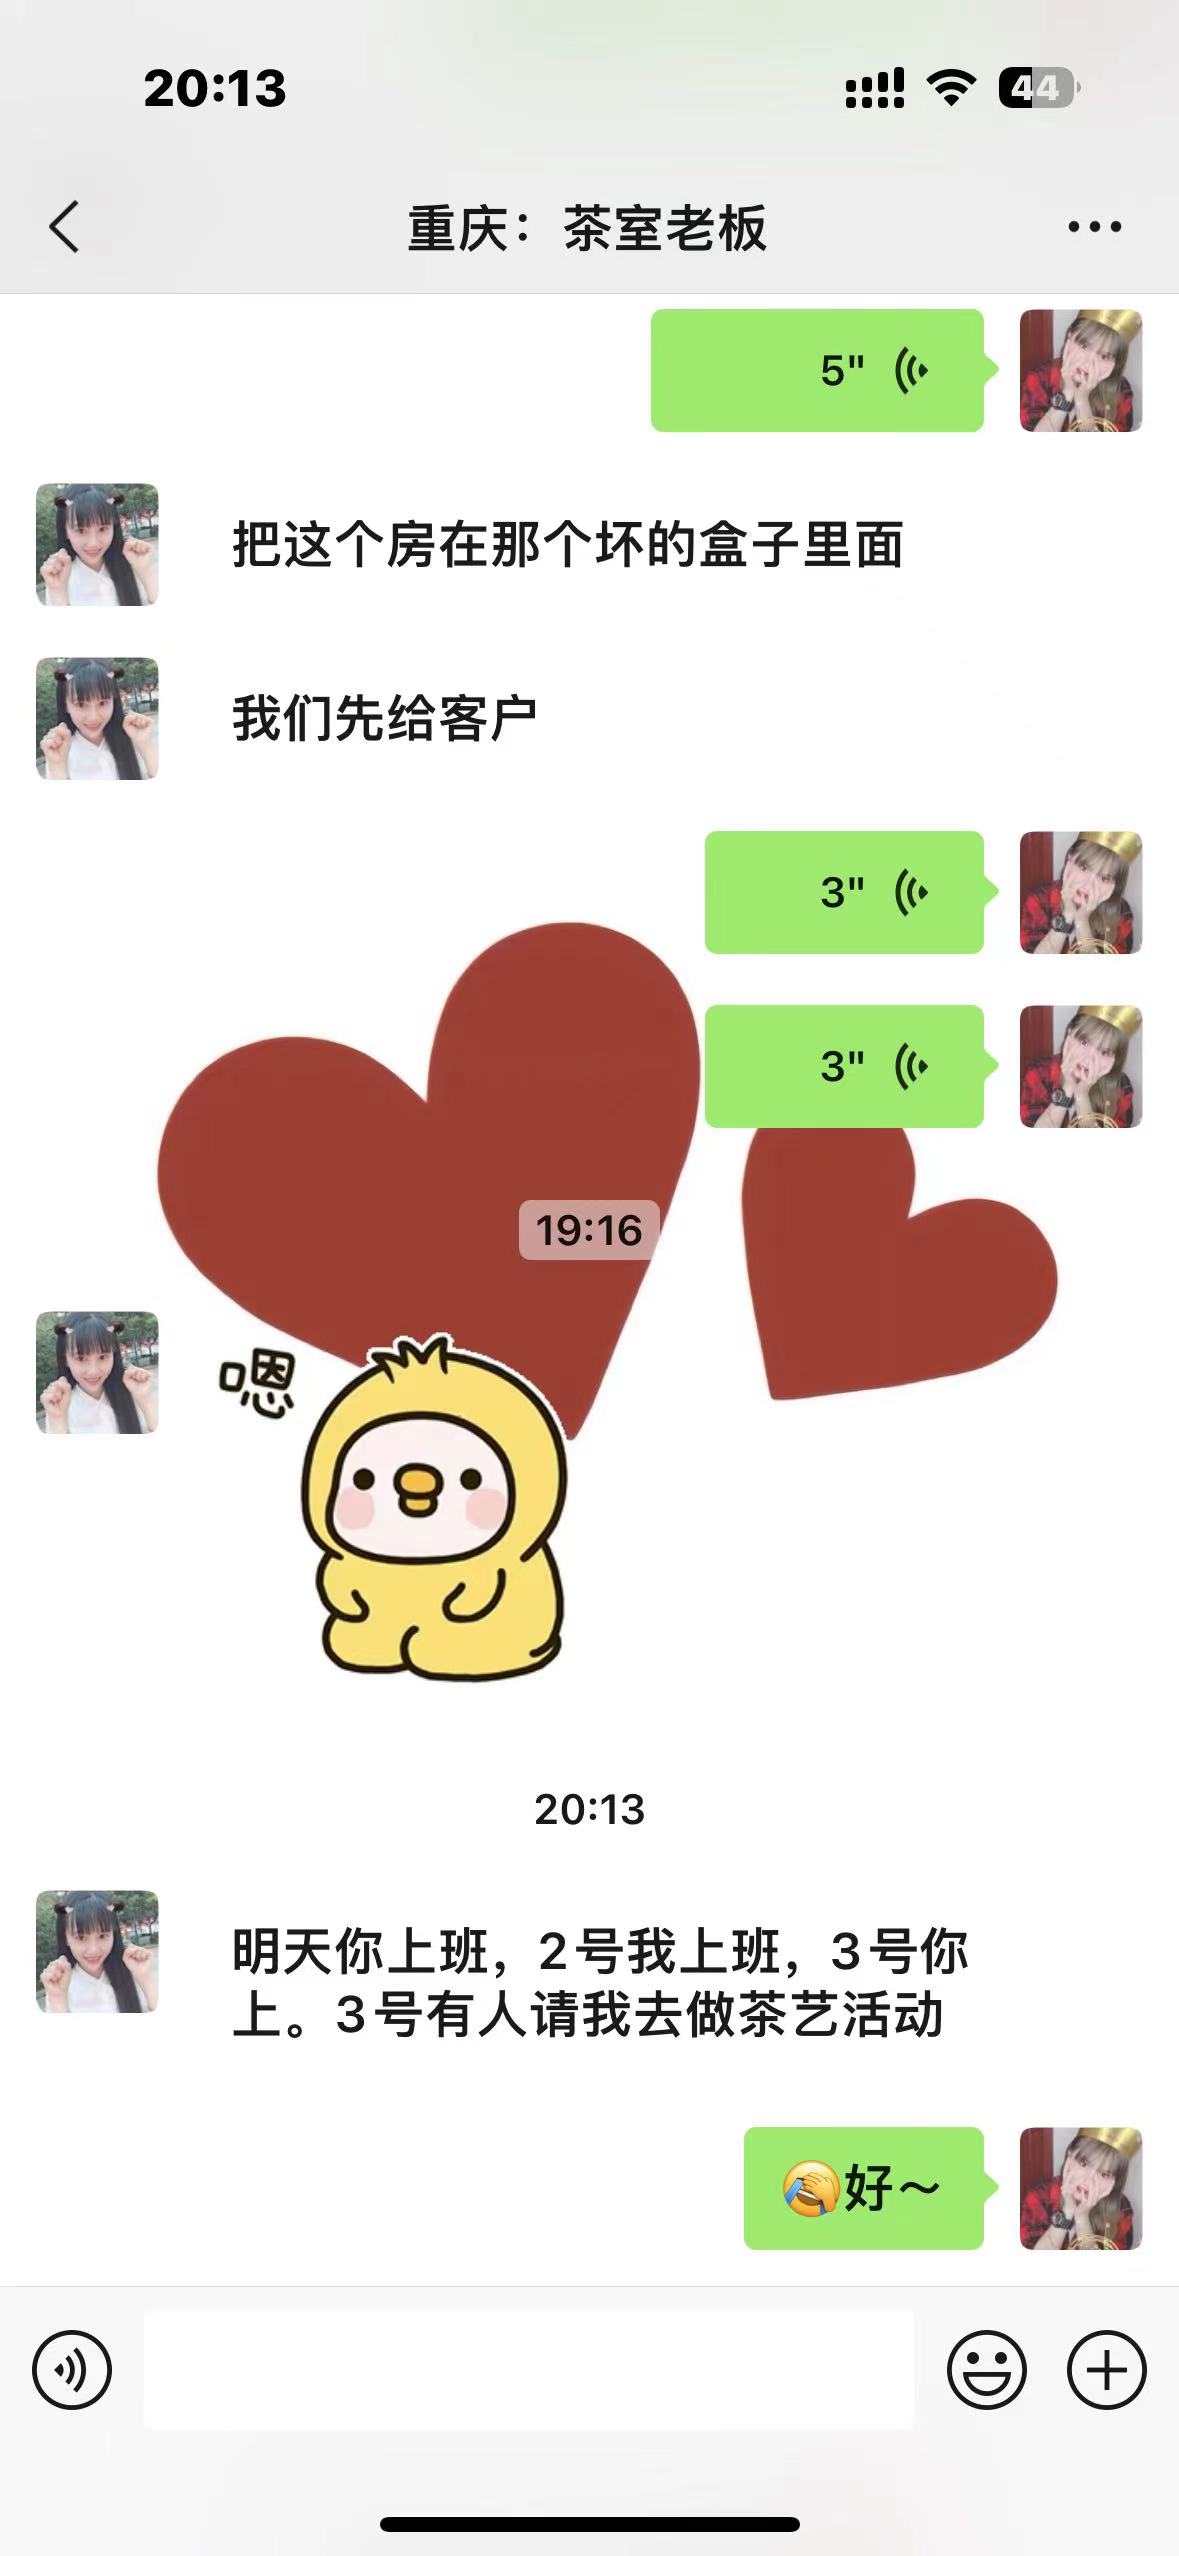 20:13
44
重庆：茶室老板
5"
把这个房在那个坏的盒子里面
我们先给客户
3"
3"
19:16
嗯
20:13
明天你上班，2号我上班，3号你
上。3号有人请我去做茶艺活动
🤦好～